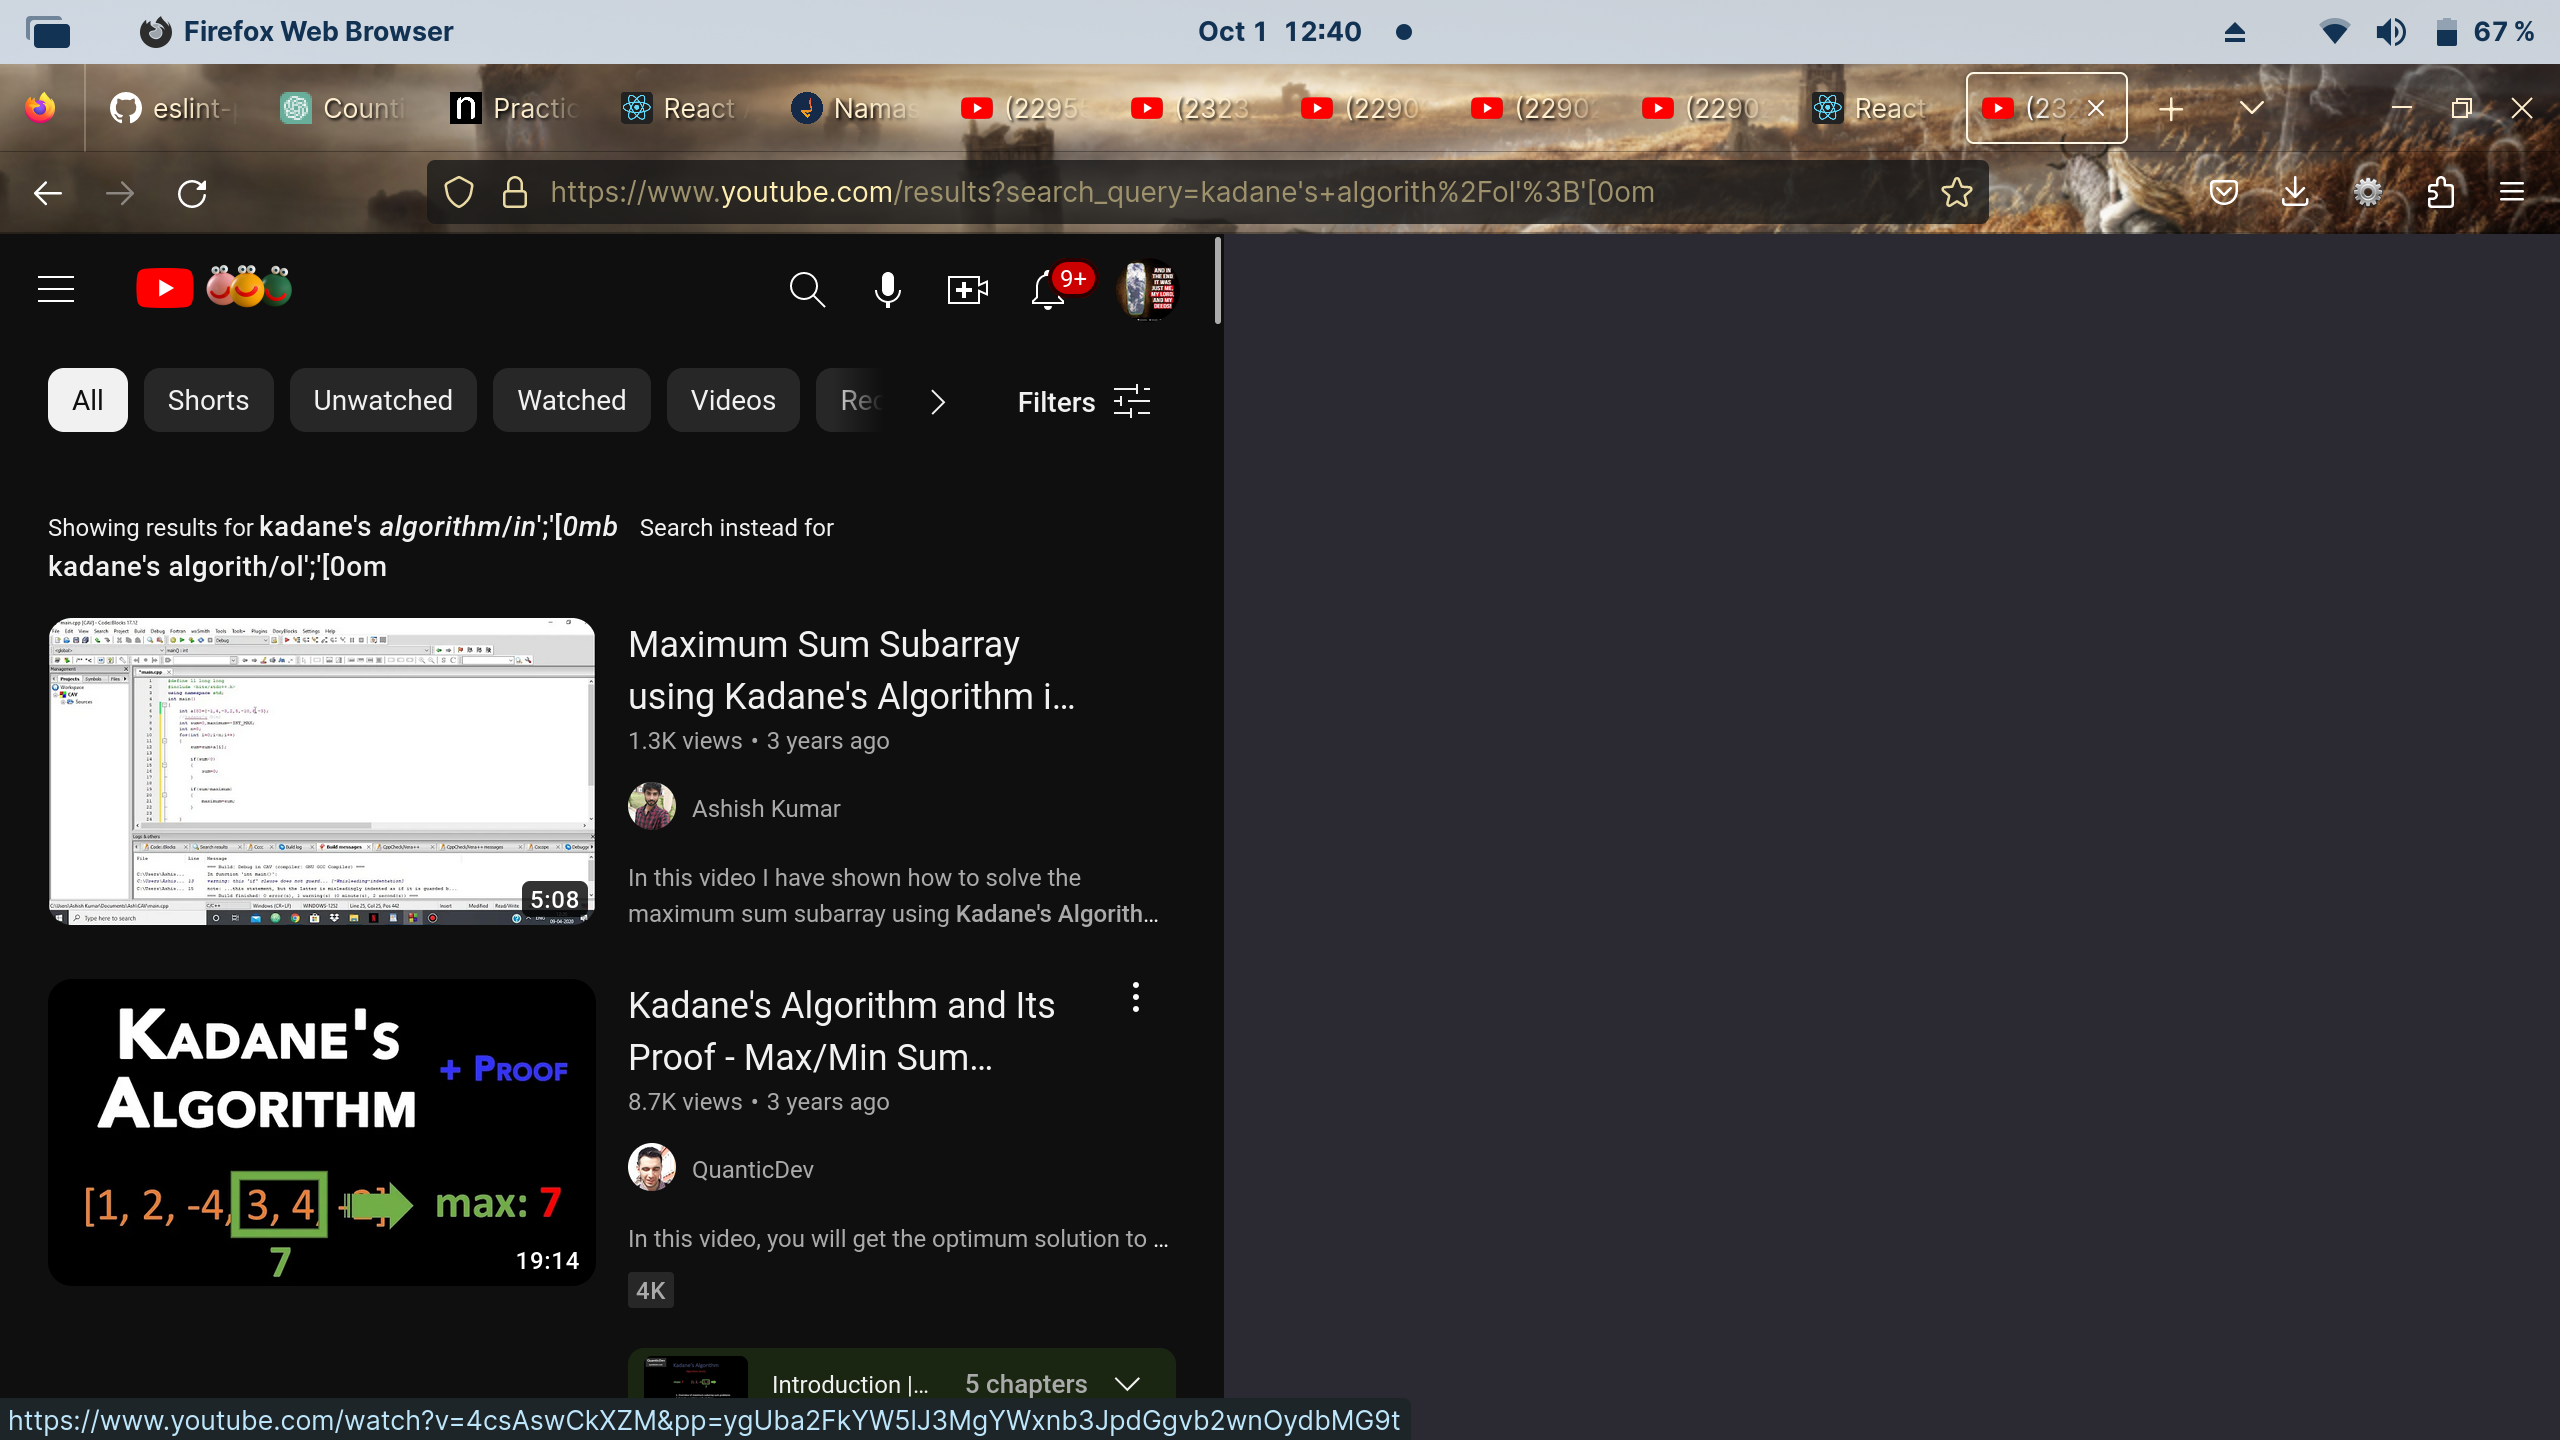 Firefox Web Browser
Oct 1 12:40
67 %
eslint-
Counti
Practic
React
Namas
(2295
(2323
(2290
(2290
(2290
React
(232
https://www.youtube.com/results?search_query=kadane's+algorith%2Fol'%3B'[0om
9+
All
Shorts
Unwatched
Watched
Videos
Rec
Filters
Showing results for kadane's algorithm/in';'[0mb Search instead for
kadane's algorith/ol';'[0om
Maximum Sum Subarray
using Kadane's Algorithm i...
1.3K views • 3 years ago
Ashish Kumar
In this video I have shown how to solve the
maximum sum subarray using Kadane's Algorith...
5:08
Type here to search
KADANE'S
ALGORITHM
+ PROOF
[1, 2, -4, 3, 4,
max: 7
7
19:14
Kadane's Algorithm and Its
Proof - Max/Min Sum...
8.7K views • 3 years ago
QuanticDev
In this video, you will get the optimum solution to ...
4K
Introduction |...
5 chapters
https://www.youtube.com/watch?v=4csAswCkXZM&pp=ygUba2FkYW5lJ3MgYWxnb3JpdGgvb2wnOydbMG9t